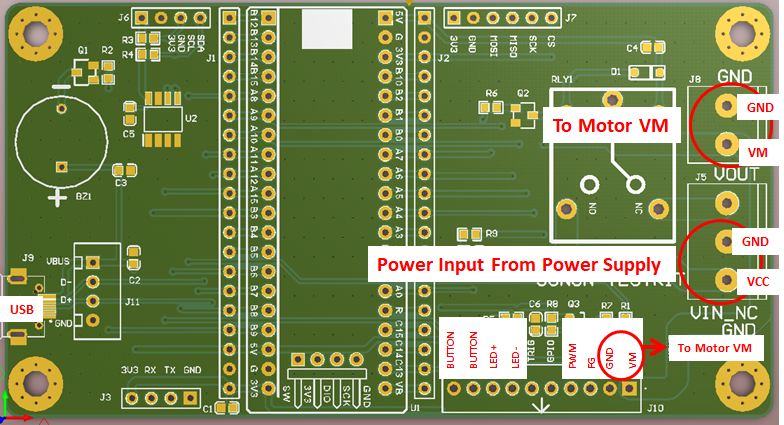 J6
SDA
SCL
GND
3V3
R3
R4
Q1
R2
C5
U2
BZ1
C3
J1
B12
B13
B14
B15
A8
A9
A10
A11
A12
A15
B3
B4
B5
B6
B7
B8
B9
5V
G
3V3
5V
G
3V3
B10
B2
B1
B0
A7
A6
A5
A4
A3
A0
R
C15
C14
C13
VB
J2
J7
3V3
GND
MOSI
MISO
SCK
CS
C4
D1
RLY1
R6
Q2
To Motor VM
NO
NC
GND
J8
GND
VM
VOUT
J5
GND
VCC
VIN_NC
GND
R9
Power Input From Power Supply
J9
USB
VBUS
D-
D+
*GND
J11
C2
3V3 RX TX GND
J3
C1
SW
3V3
DIO
SCK
GND
U1
C6
R8
Q3
R7
R1
TRIG
GPIO
BUTTON
BUTTON
LED+
LED-
PWM
FG
GND
VM
To Motor VM
J10